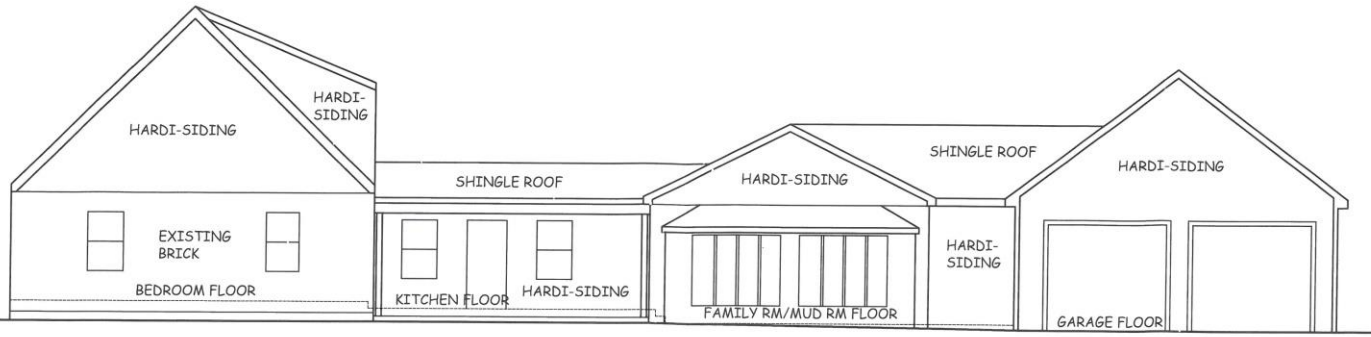 HARDI-SIDING
HARDI-
SIDING
EXISTING
BRICK
BEDROOM FLOOR
SHINGLE ROOF
KITCHEN FLOOR
HARDI-SIDING
HARDI-SIDING
FAMILY RM/MUD RM FLOOR
SHINGLE ROOF
HARDI-
SIDING
HARDI-SIDING
GARAGE FLOOR